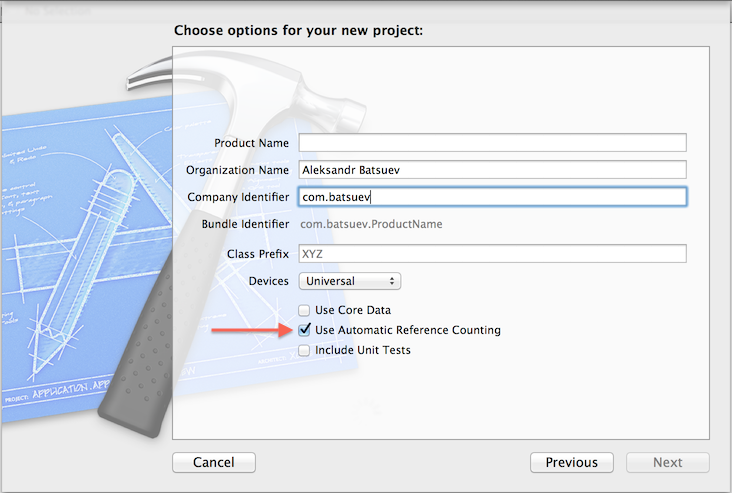 Choose options for your new project:
Product Name
Organization Name Aleksandr Batsuev
Company Identifier com.batsuev
Bundle Identifier com.batsuev.ProductName
Class Prefix XYZ
Devices Universal
Use Core Data
Use Automatic Reference Counting
Include Unit Tests
PROJECT: APPLICATION.APP
Cancel Previous Next